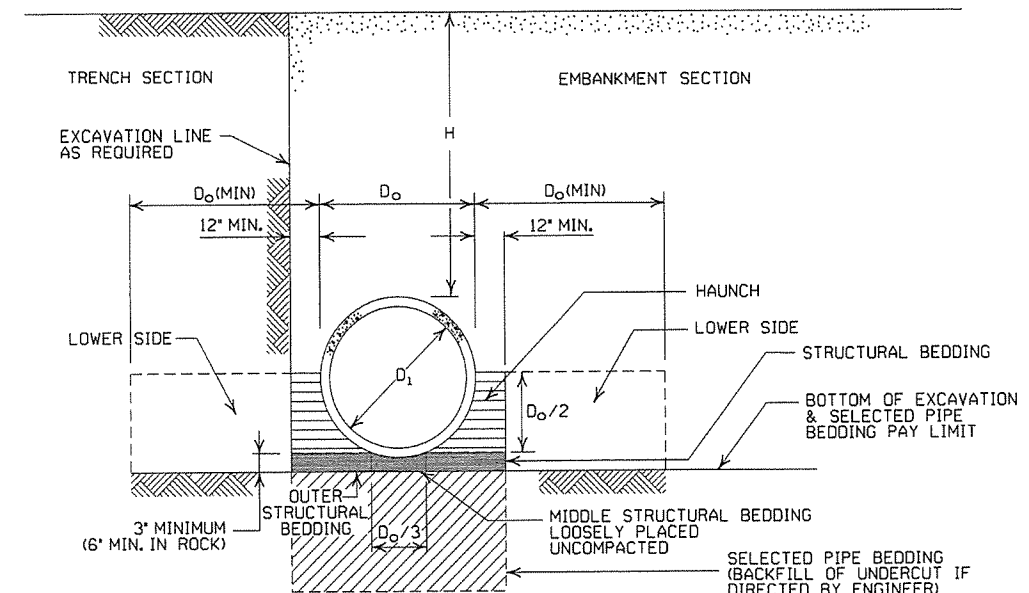 TRENCH SECTION
EMBANKMENT SECTION
H
EXCAVATION LINE
AS REQUIRED
Do(MIN)
Do
Do(MIN)
12" MIN.
12" MIN.
HAUNCH
LOWER SIDE
LOWER SIDE
STRUCTURAL BEDDING
D1
Do/2
BOTTOM OF EXCAVATION
& SELECTED PIPE
BEDDING PAY LIMIT
OUTER
STRUCTURAL
BEDDING
Do/3
3" MINIMUM
(6" MIN. IN ROCK)
MIDDLE STRUCTURAL BEDDING
LOOSELY PLACED
UNCOMPACTED
SELECTED PIPE BEDDING
(BACKFILL OF UNDERCUT IF
DIRECTED BY ENGINEER)